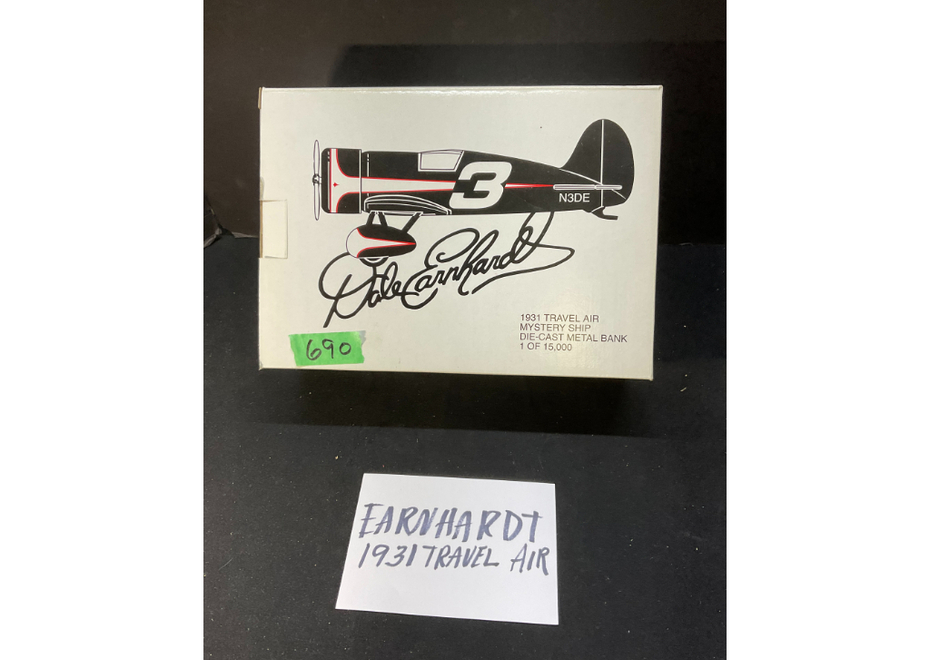 3
N3DE
Dale Earnhardt
1931 TRAVEL AIR
MYSTERY SHIP
DIE-CAST METAL BANK
1 OF 15,000
690
EARNHARDT
1931 TRAVEL AIR